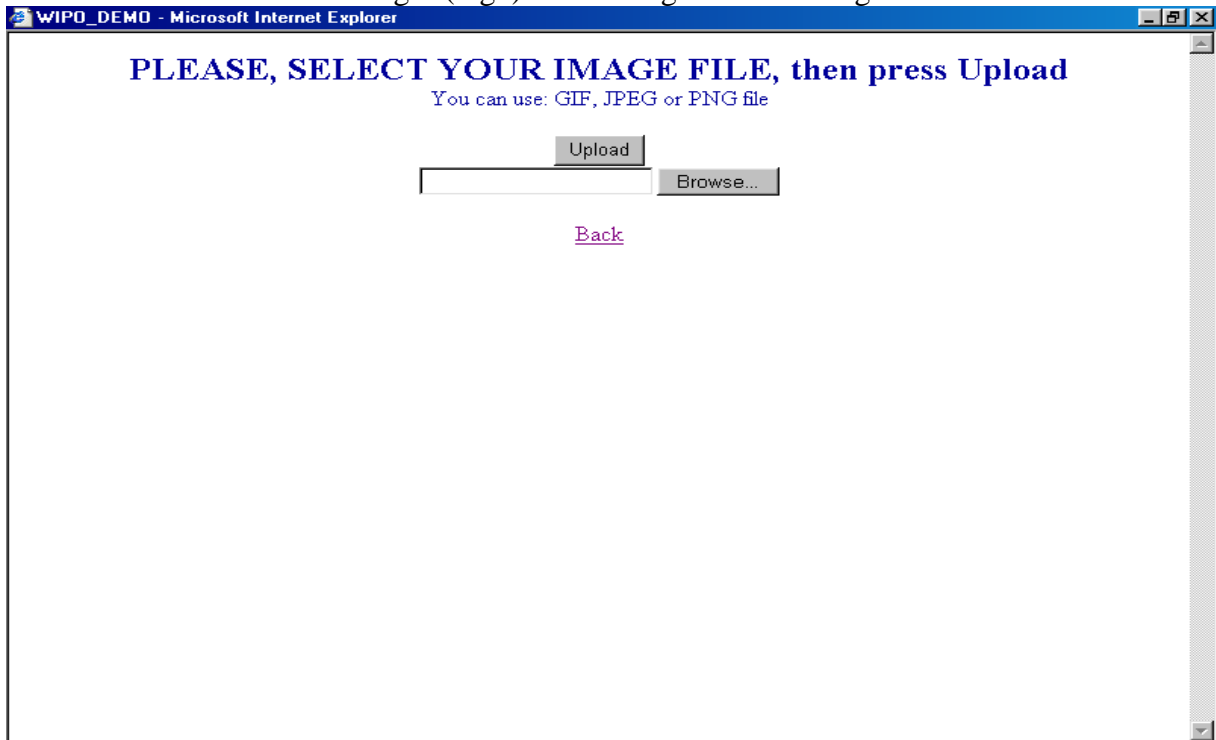 WIPO_DEMO - Microsoft Internet Explorer
PLEASE, SELECT YOUR IMAGE FILE, then press Upload
You can use: GIF, JPEG or PNG file
Upload
Browse...
Back